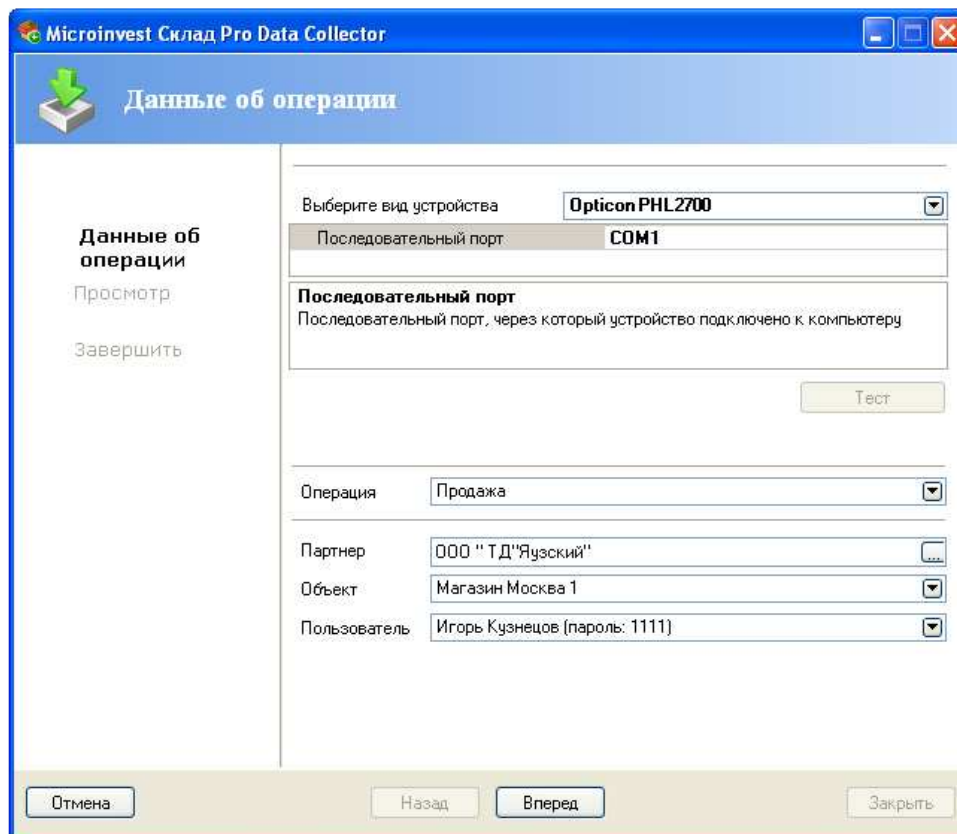 Microinvest Склад Pro Data Collector
Данные об операции
Данные об
операции
Просмотр
Завершить
Выберите вид устройства Opticon PHL2700
Последовательный порт COM1
Последовательный порт
Последовательный порт, через который устройство подключено к компьютеру
Тест
Операция Продажа
Партнер ООО " ТД"Яузский" ...
Объект Магазин Москва 1
Пользователь Игорь Кузнецов (пароль: 1111)
Отмена Назад Вперед Закрыть